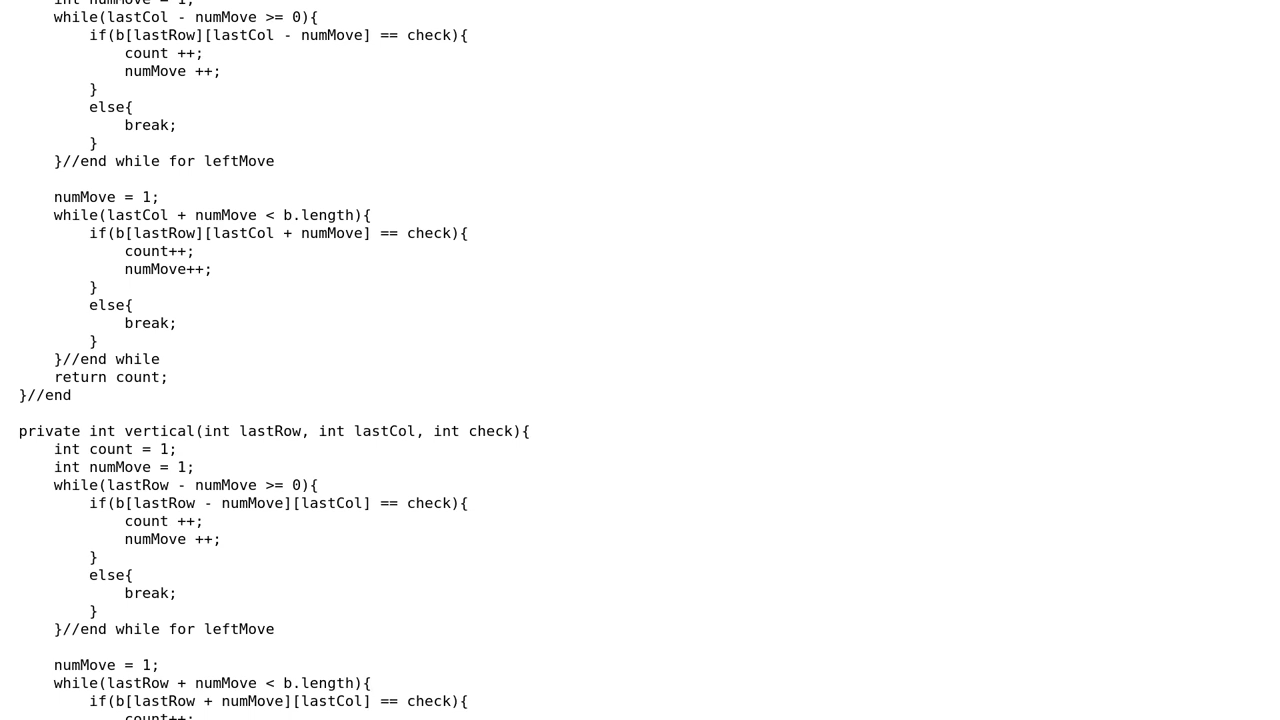 int numMove = 1;
    while(lastCol - numMove >= 0){
        if(b[lastRow][lastCol - numMove] == check){
            count ++;
            numMove ++;
        }
        else{
            break;
        }
    }//end while for leftMove

    numMove = 1;
    while(lastCol + numMove < b.length){
        if(b[lastRow][lastCol + numMove] == check){
            count++;
            numMove++;
        }
        else{
            break;
        }
    }//end while
    return count;
}//end

private int vertical(int lastRow, int lastCol, int check){
    int count = 1;
    int numMove = 1;
    while(lastRow - numMove >= 0){
        if(b[lastRow - numMove][lastCol] == check){
            count ++;
            numMove ++;
        }
        else{
            break;
        }
    }//end while for leftMove

    numMove = 1;
    while(lastRow + numMove < b.length){
        if(b[lastRow + numMove][lastCol] == check){
            count++;